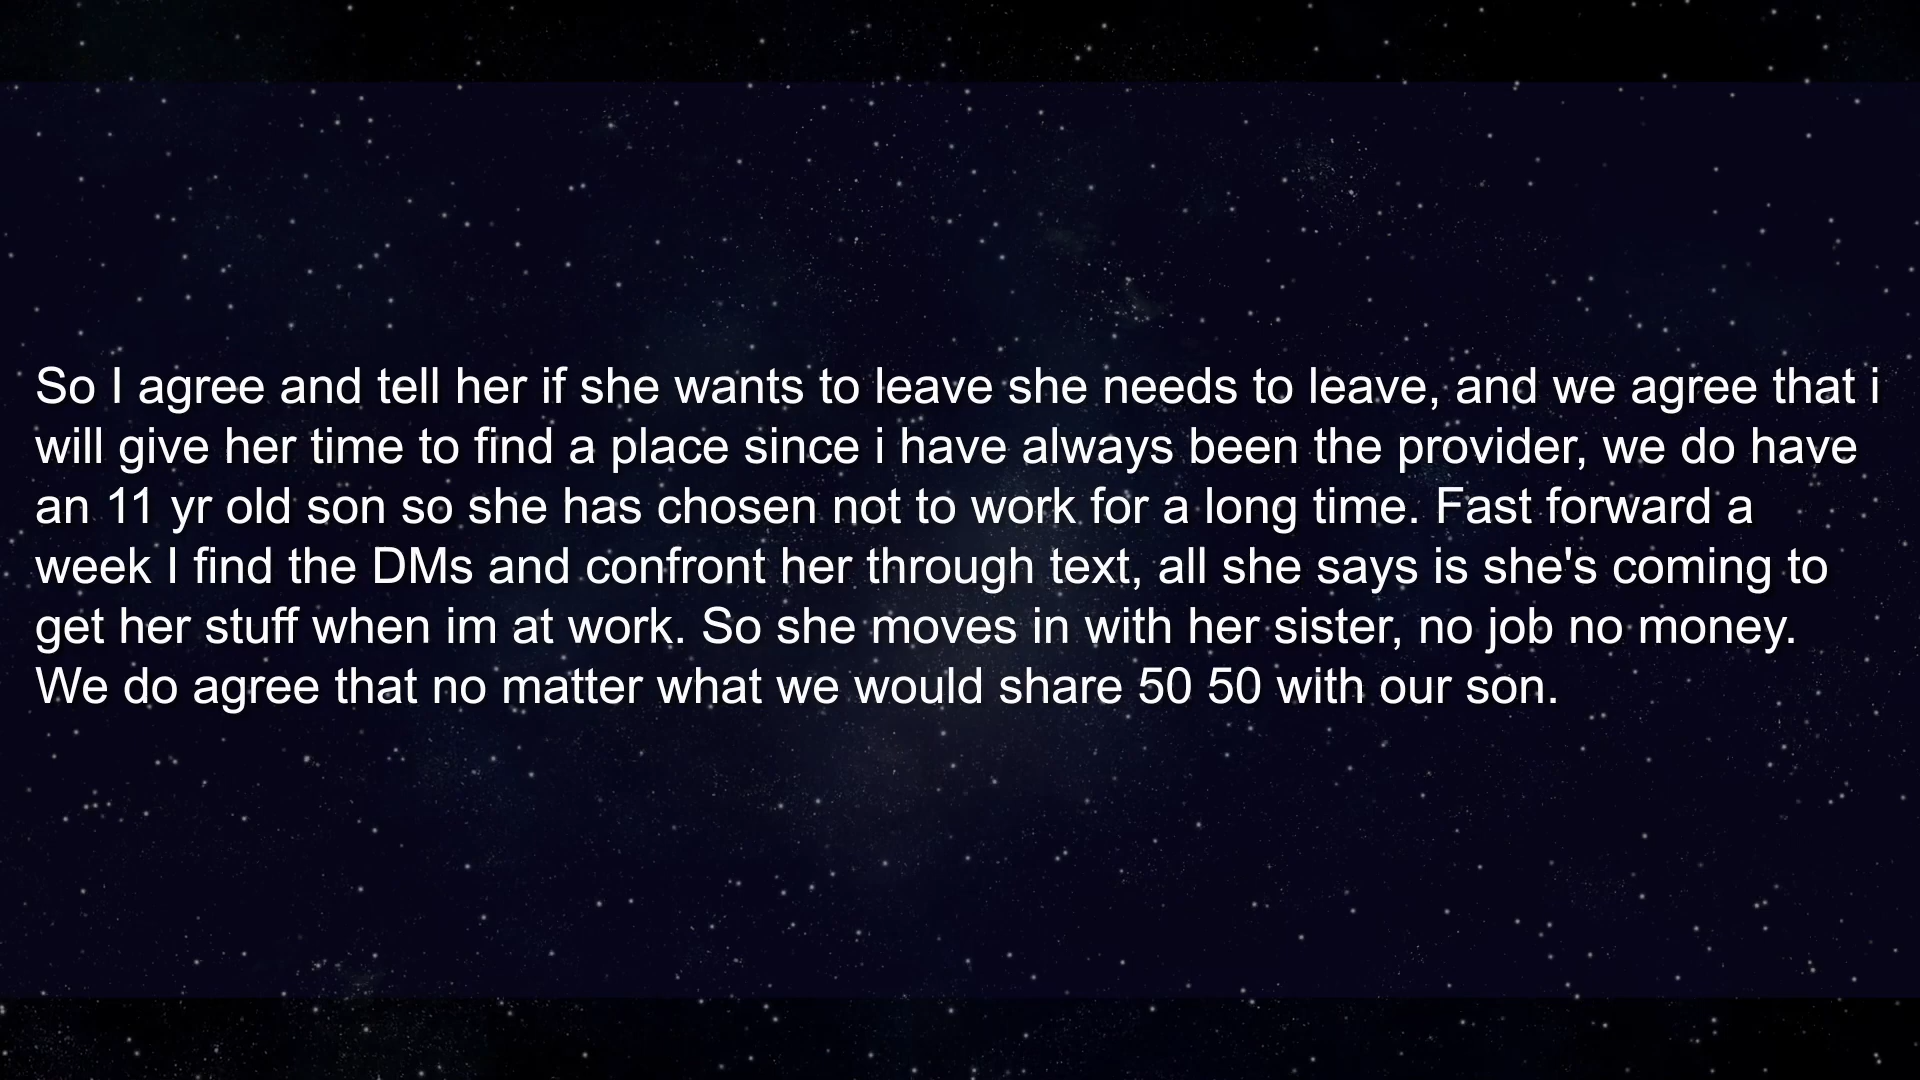 So I agree and tell her if she wants to leave she needs to leave, and we agree that i
will give her time to find a place since i have always been the provider, we do have
an 11 yr old son so she has chosen not to work for a long time. Fast forward a
week I find the DMs and confront her through text, all she says is she's coming to
get her stuff when im at work. So she moves in with her sister, no job no money.
We do agree that no matter what we would share 50 50 with our son.